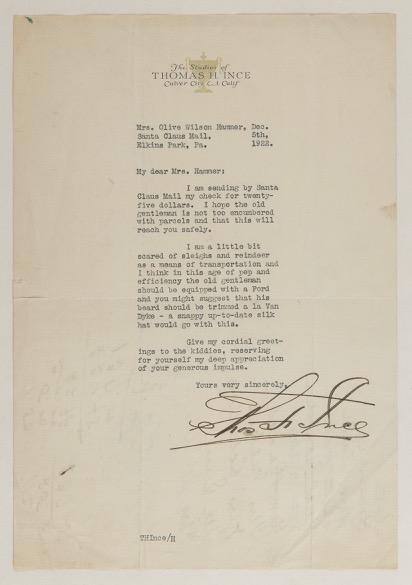 The Studios of
THOMAS H. INCE
Culver City L.A. Calif.
Mrs. Olive Wilson Hammer, Dec.
Santa Claus Mail, 5th,
Elkins Park, Pa. 1922.
My dear Mrs. Hammer:
I am sending by Santa
Claus Mail my check for twenty-
five dollars. I hope the old
gentleman is not too encumbered
with parcels and that this will
reach you safely.
I am a little bit
scared of sleighs and reindeer
as a means of transportation and
I think in this age of pep and
efficiency the old gentleman
should be equipped with a Ford
and you might suggest that his
beard should be trimmed a la Van
Dyke - a snappy up-to-date silk
hat would go with this.
Give my cordial greet-
ings to the kiddies, reserving
for yourself my deep appreciation
of your generous impulse.
Yours very sincerely,
Thos H Ince
THInce/H